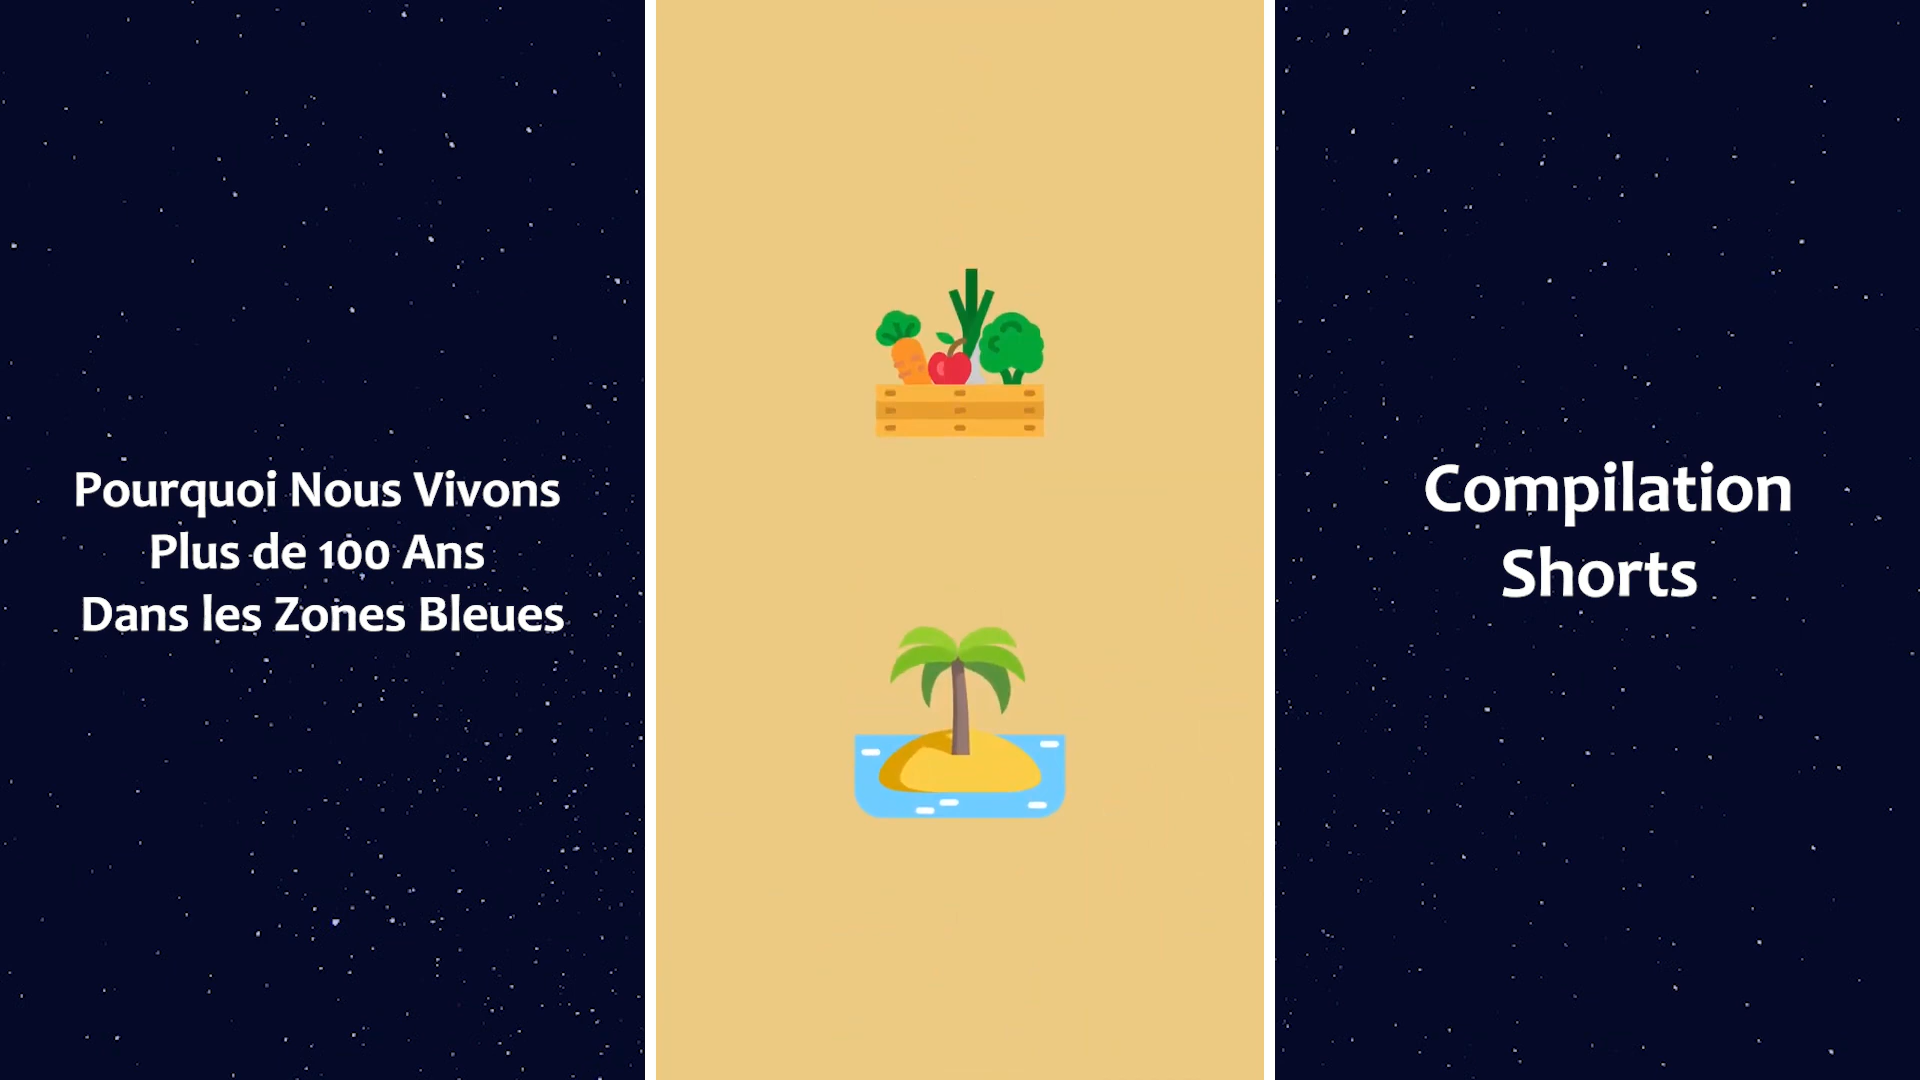 Pourquoi Nous Vivons
Plus de 100 Ans
Dans les Zones Bleues
Compilation
Shorts